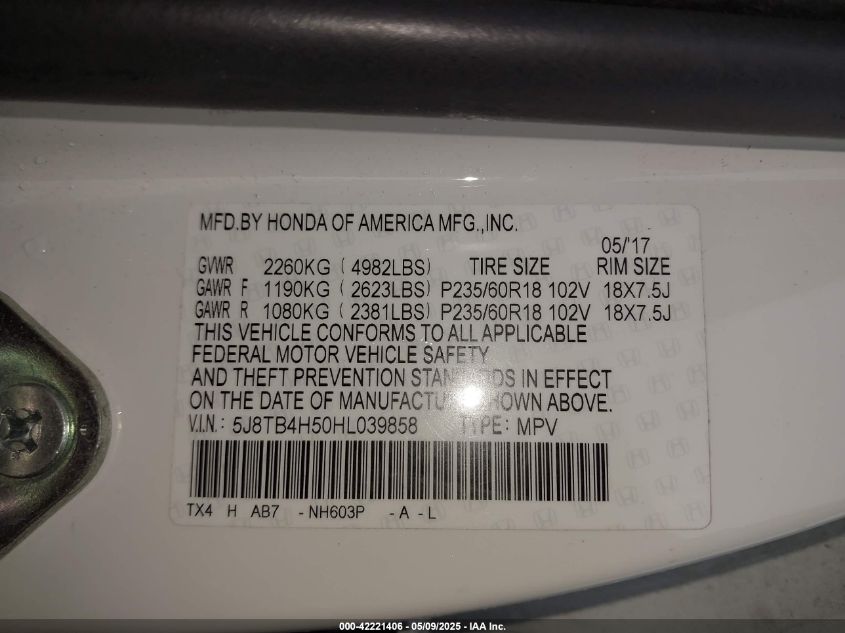 MFD.BY HONDA OF AMERICA MFG.,INC.
05/'17
GVWR 2260KG ( 4982LBS) TIRE SIZE RIM SIZE
GAWR F 1190KG ( 2623LBS) P235/60R18 102V 18X7.5J
GAWR R 1080KG ( 2381LBS) P235/60R18 102V 18X7.5J
THIS VEHICLE CONFORMS TO ALL APPLICABLE
FEDERAL MOTOR VEHICLE SAFETY
AND THEFT PREVENTION IN EFFECT
ON THE DATE OF ABOVE.
V.I.N.: 5J8TB4H50HL039858 TYPE: MPV
TX4 H AB7 -NH603P -A -L
000-42221406 - 05/09/2025 - IAA Inc.